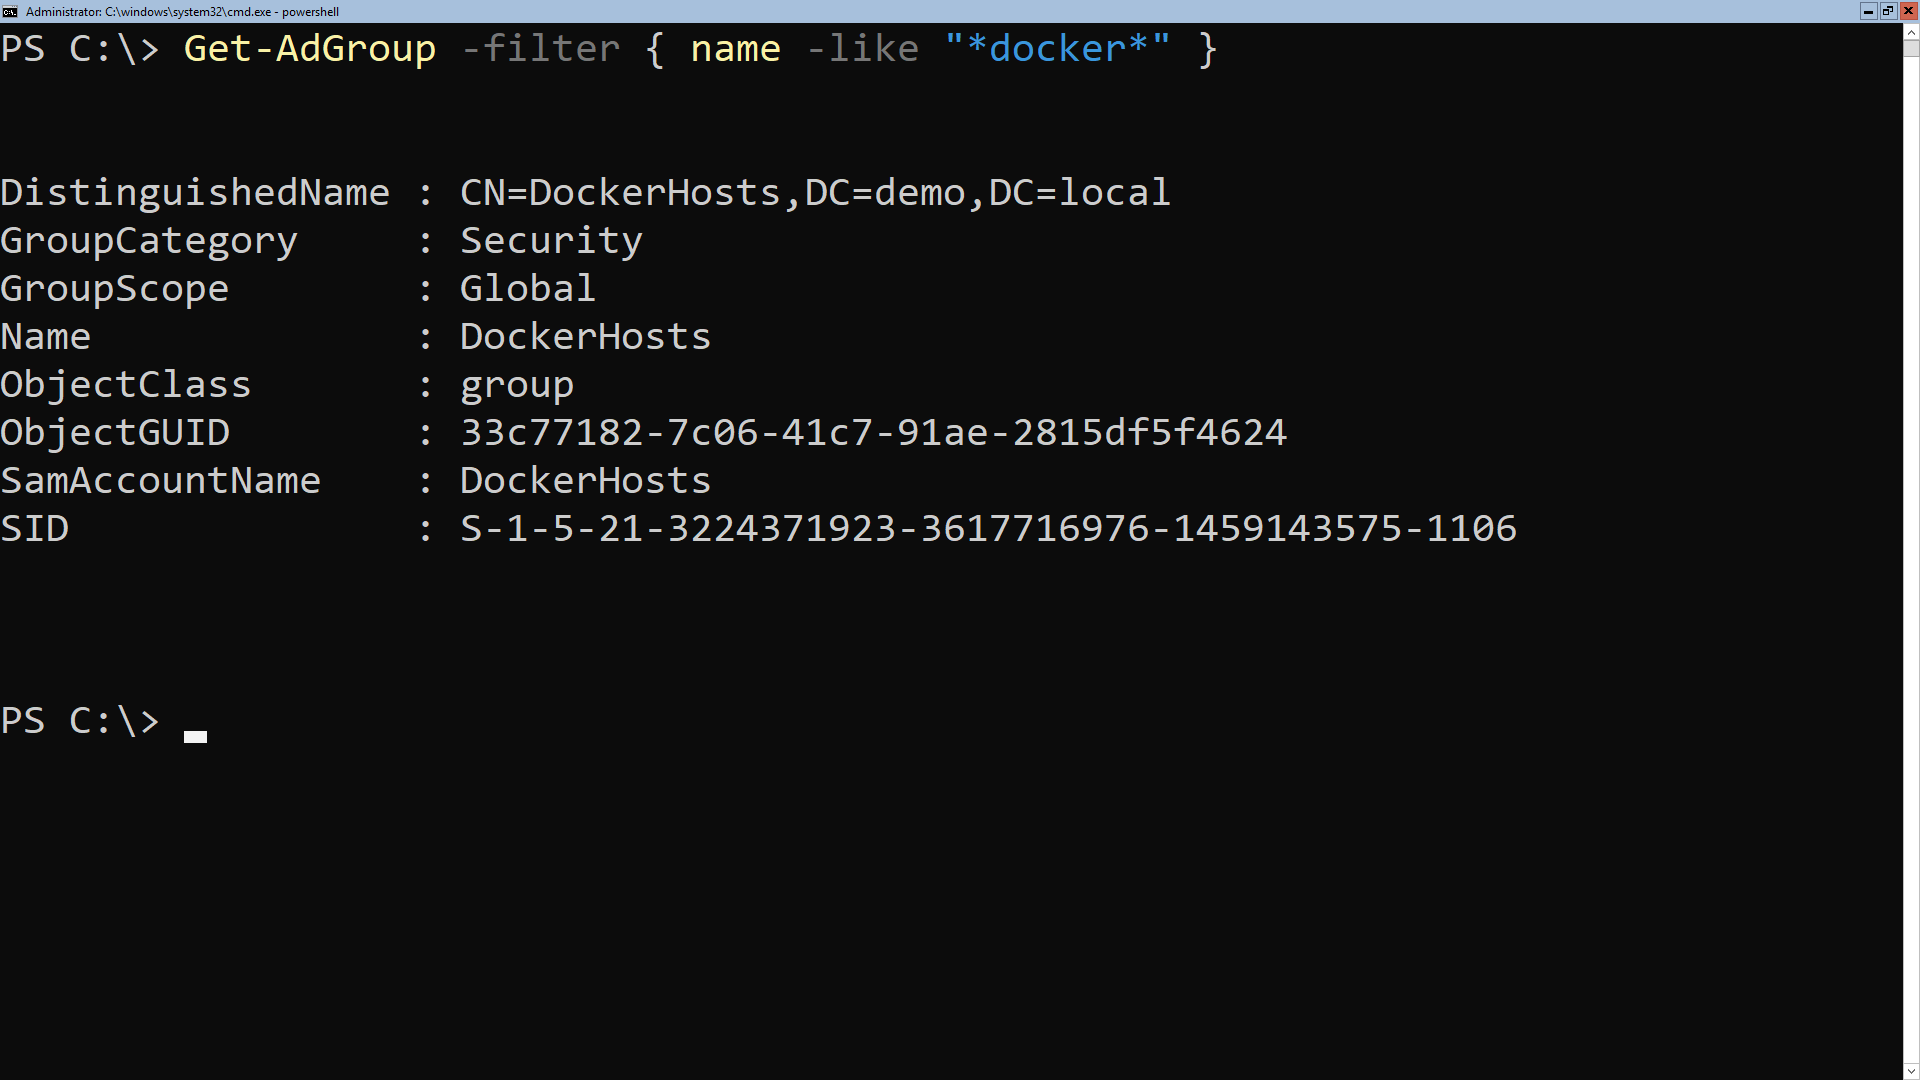 Administrator: C:\windows\system32\cmd.exe - powershell
PS C:\> Get-AdGroup -filter { name -like "*docker*" }
DistinguishedName : CN=DockerHosts,DC=demo,DC=local
GroupCategory : Security
GroupScope : Global
Name : DockerHosts
ObjectClass : group
ObjectGUID : 33c77182-7c06-41c7-91ae-2815df5f4624
SamAccountName : DockerHosts
SID : S-1-5-21-3224371923-3617716976-1459143575-1106
PS C:\>